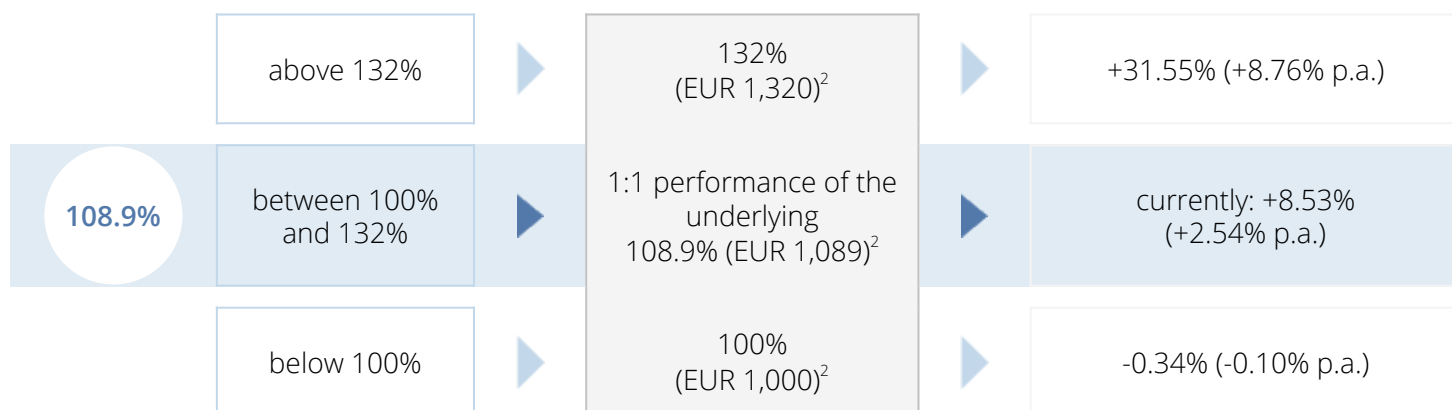 above 132%
132%
(EUR 1,320)²
+31.55% (+8.76% p.a.)
108.9%
between 100%
and 132%
1:1 performance of the
underlying
108.9% (EUR 1,089)²
currently: +8.53%
(+2.54% p.a.)
below 100%
100%
(EUR 1,000)²
-0.34% (-0.10% p.a.)